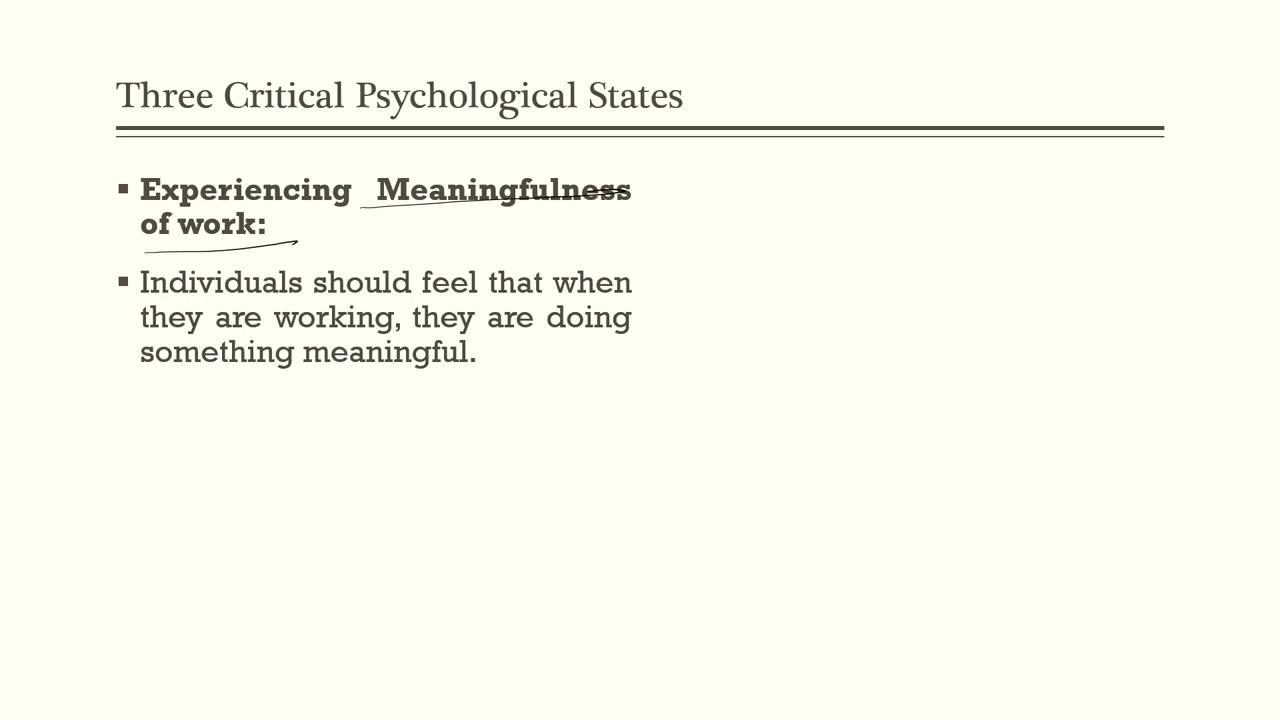 Three Critical Psychological States
▪ Experiencing Meaningfulness
of work:
▪ Individuals should feel that when
they are working, they are doing
something meaningful.